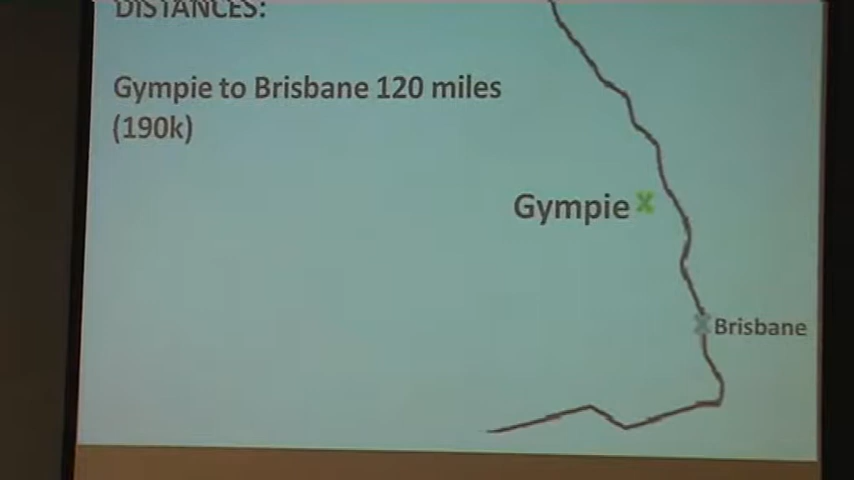 DISTANCES:
Gympie to Brisbane 120 miles
(190k)
Gympie
Brisbane